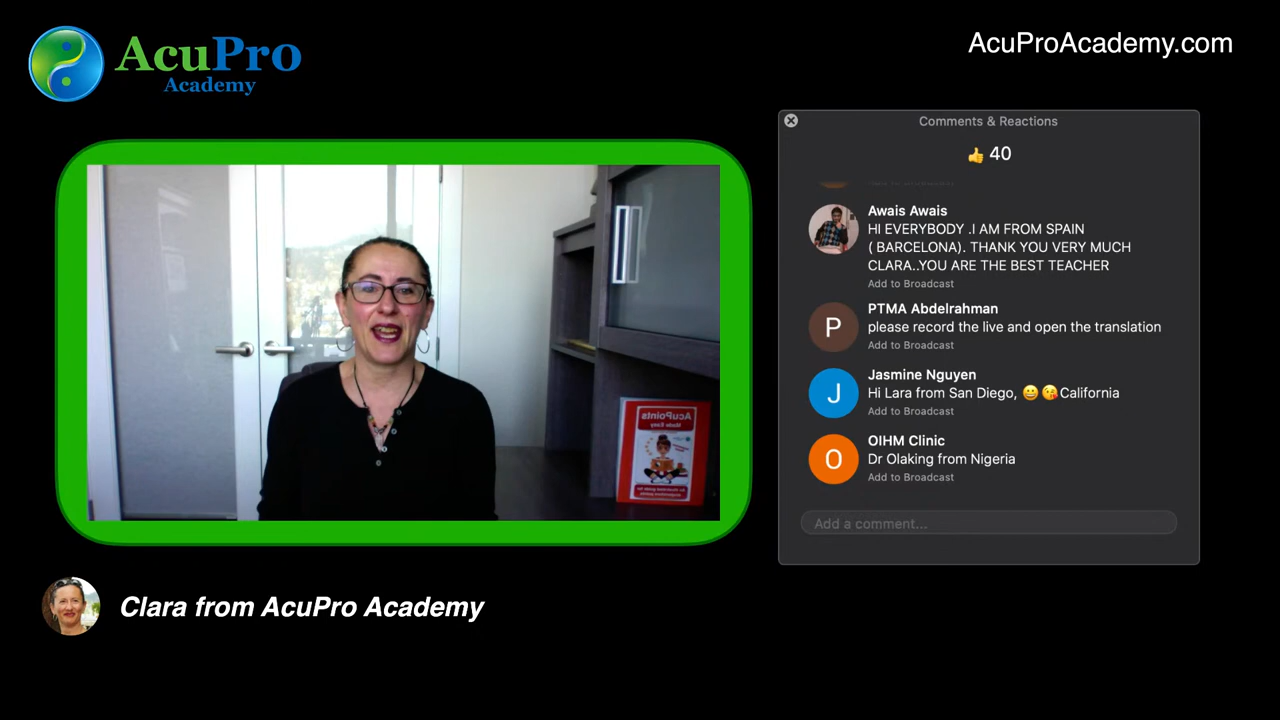 AcuPro
Academy
AcuProAcademy.com
Comments & Reactions
👍 40
Awais Awais
HI EVERYBODY .I AM FROM SPAIN
( BARCELONA). THANK YOU VERY MUCH
CLARA..YOU ARE THE BEST TEACHER
Add to Broadcast
PTMA Abdelrahman
P
please record the live and open the translation
Add to Broadcast
Jasmine Nguyen
J
Hi Lara from San Diego, 😀😘California
Add to Broadcast
OIHM Clinic
O
Dr Olaking from Nigeria
Add to Broadcast
Add a comment...
AcuPoints
Made Easy
Clara from AcuPro Academy